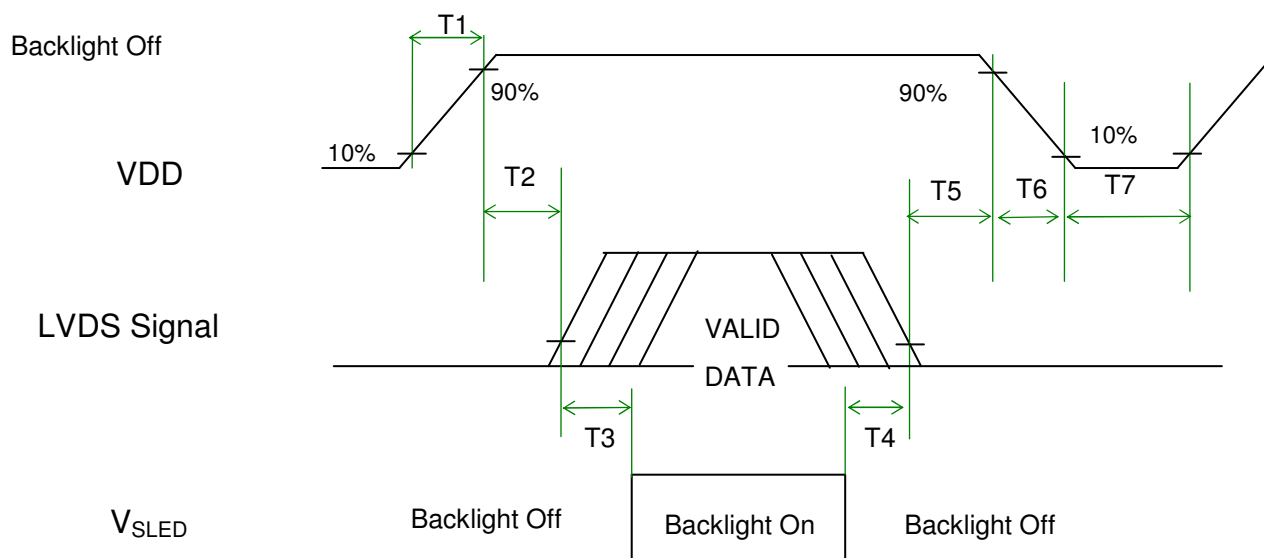 T1
Backlight Off
90%
90%
10%
10%
VDD
T2
T5
T6
T7
LVDS Signal
VALID
DATA
T3
T4
Backlight Off
Backlight On
Backlight Off
VSLED